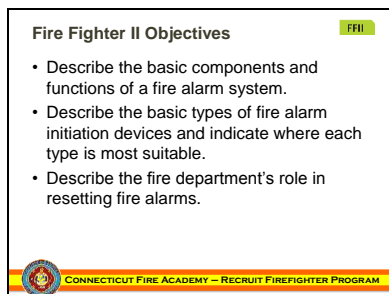 Fire Fighter II Objectives
FFII
• Describe the basic components and
functions of a fire alarm system.
• Describe the basic types of fire alarm
initiation devices and indicate where each
type is most suitable.
• Describe the fire department's role in
resetting fire alarms.
CONNECTICUT FIRE ACADEMY – RECRUIT FIREFIGHTER PROGRAM